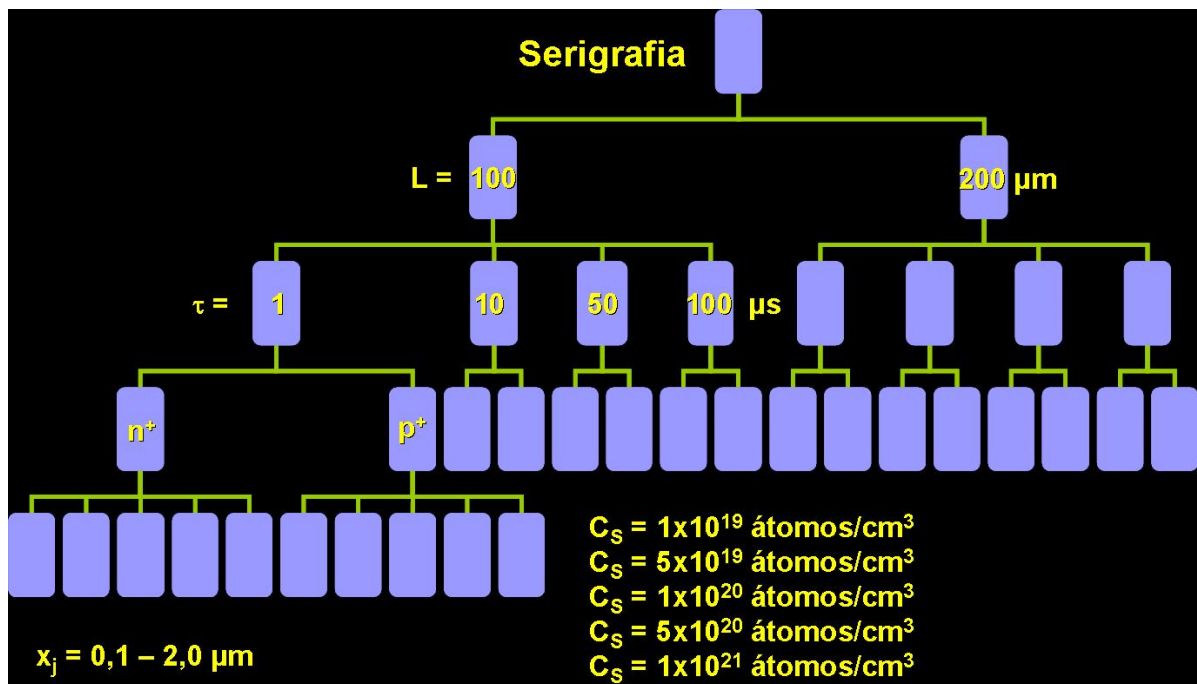 Serigrafia
L = 100 200 µm
τ = 1 10 50 100 µs
n⁺ p⁺
C_S = 1x10¹⁹ átomos/cm³
C_S = 5x10¹⁹ átomos/cm³
C_S = 1x10²⁰ átomos/cm³
C_S = 5x10²⁰ átomos/cm³
C_S = 1x10²¹ átomos/cm³
x_j = 0,1 – 2,0 µm